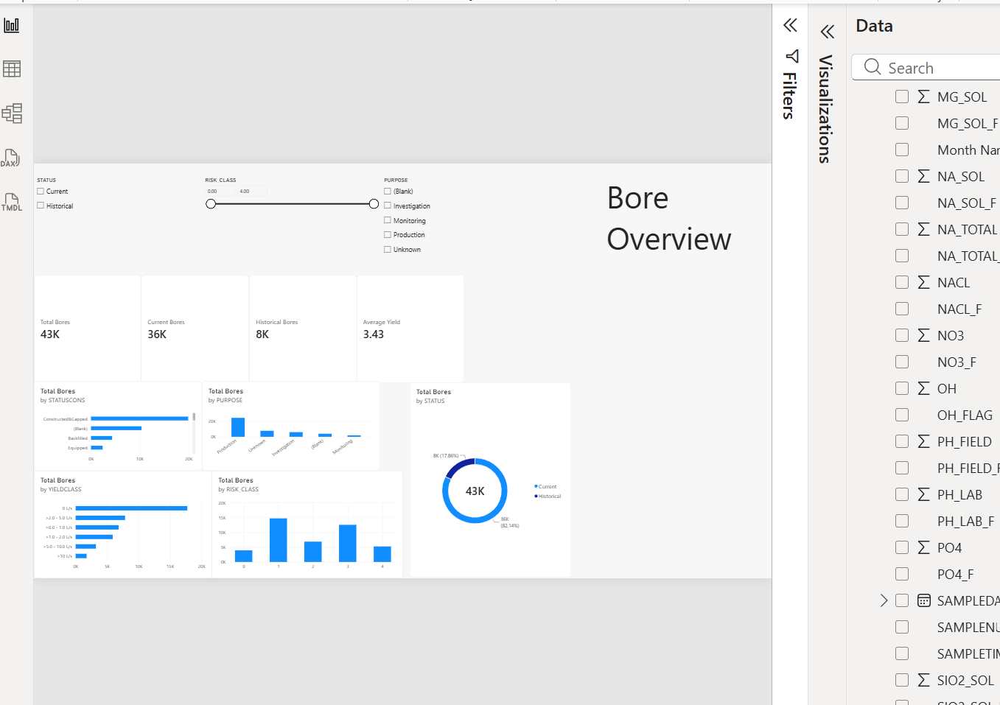 DAX
TMDL
STATUS
Current
Historical
RISK_CLASS
0.00 4.00
PURPOSE
(Blank)
Investigation
Monitoring
Production
Unknown
Bore
Overview
Total Bores
43K
Current Bores
36K
Historical Bores
8K
Average Yield
3.43
Total Bores
by STATUSCONS
Constructed&Capped
(Blank)
Backfilled
Equipped
0K 10K 20K
Total Bores
by PURPOSE
20K
0K
Production Unknown Investigation (Blank) Monitoring
Total Bores
by STATUS
8K (17.86%)
43K
36K
(82.14%)
Current
Historical
Total Bores
by YIELDCLASS
0 L/s
>2.0 - 5.0 L/s
>0.0 - 1.0 L/s
>1.0 - 2.0 L/s
>5.0 - 10.0 L/s
>10 L/s
0K 5K 10K 15K 20K
Total Bores
by RISK_CLASS
20K
15K
10K
5K
0K
0 1 2 3 4
Filters
Visualizations
Data
Search
MG_SOL
MG_SOL_F
Month Nar
NA_SOL
NA_SOL_F
NA_TOTAL
NA_TOTAL_
NACL
NACL_F
NO3
NO3_F
OH
OH_FLAG
PH_FIELD
PH_FIELD_F
PH_LAB
PH_LAB_F
PO4
PO4_F
SAMPLEDA
SAMPLENU
SAMPLETIM
SIO2_SOL